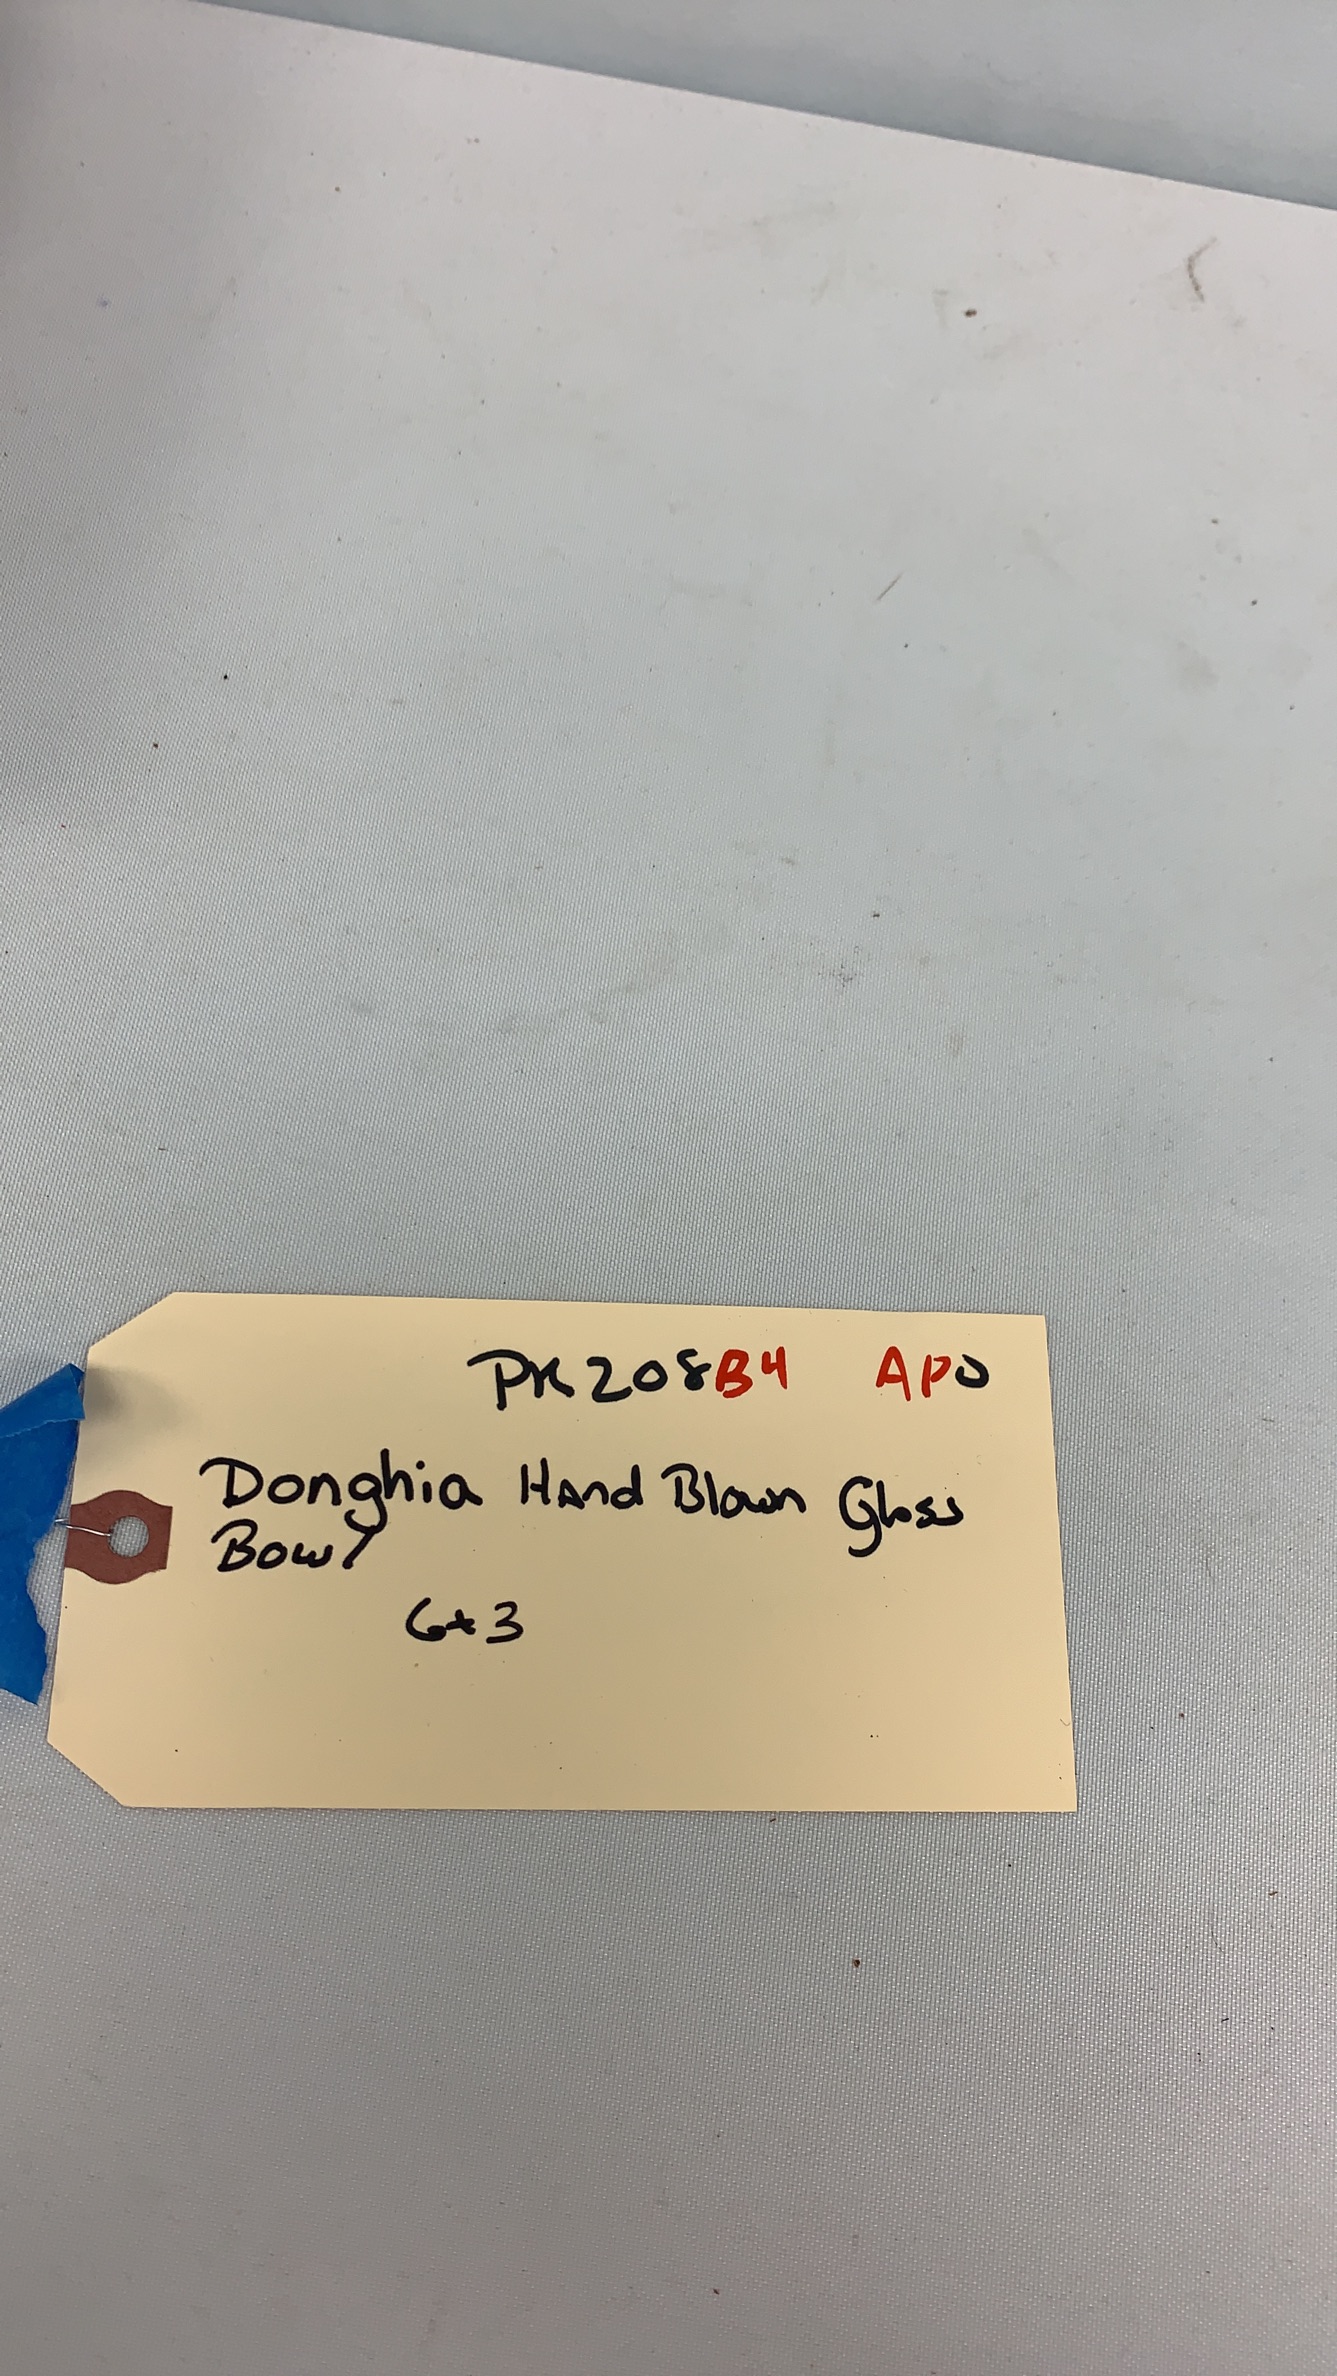 PK208B4 APO
Donghia Hand Blown Glass
Bowl
6x3